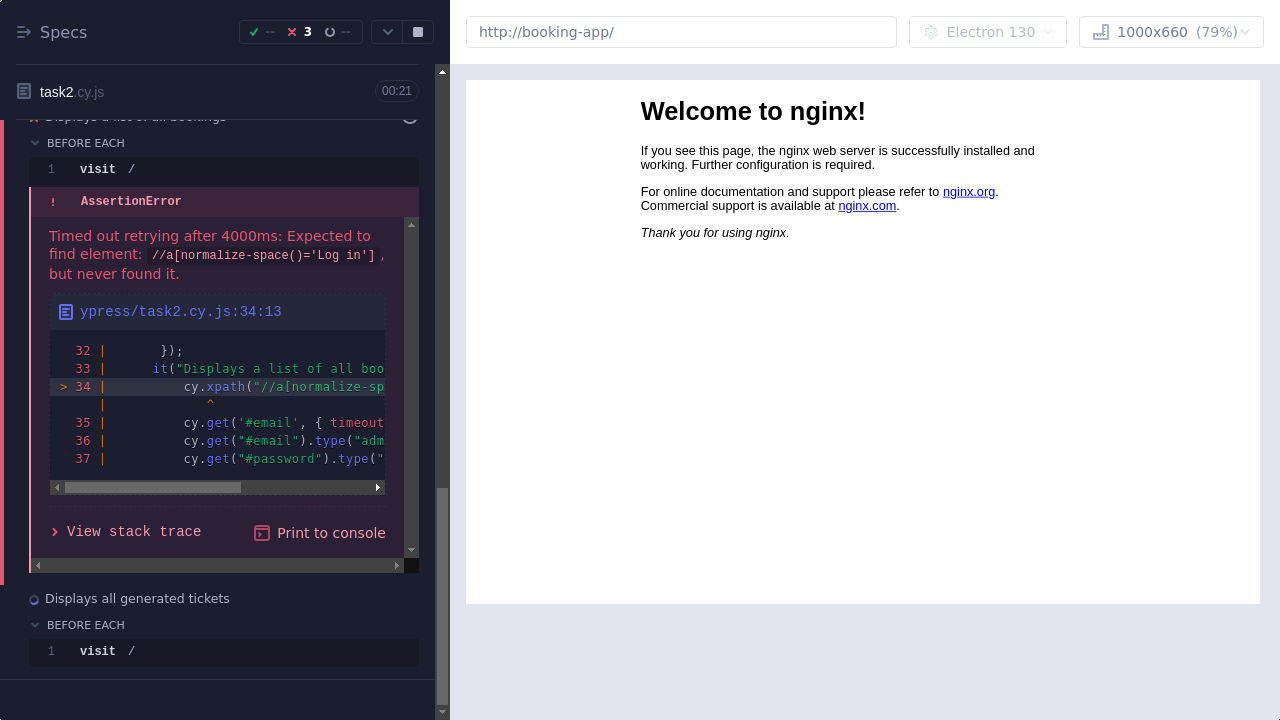 Specs
-- 3 --
task2.cy.js
00:21
Displays a list of all bookings
BEFORE EACH
1 visit /
! AssertionError
Timed out retrying after 4000ms: Expected to
find element: //a[normalize-space()='Log in'],
but never found it.
ypress/task2.cy.js:34:13
32 | });
33 | it("Displays a list of all boo
> 34 | cy.xpath("//a[normalize-sp
| ^
35 | cy.get('#email', { timeout
36 | cy.get("#email").type("adm
37 | cy.get("#password").type("
View stack trace
Print to console
Displays all generated tickets
BEFORE EACH
1 visit /
http://booking-app/
Electron 130
1000x660 (79%)
Welcome to nginx!
If you see this page, the nginx web server is successfully installed and
working. Further configuration is required.
For online documentation and support please refer to nginx.org.
Commercial support is available at nginx.com.
Thank you for using nginx.